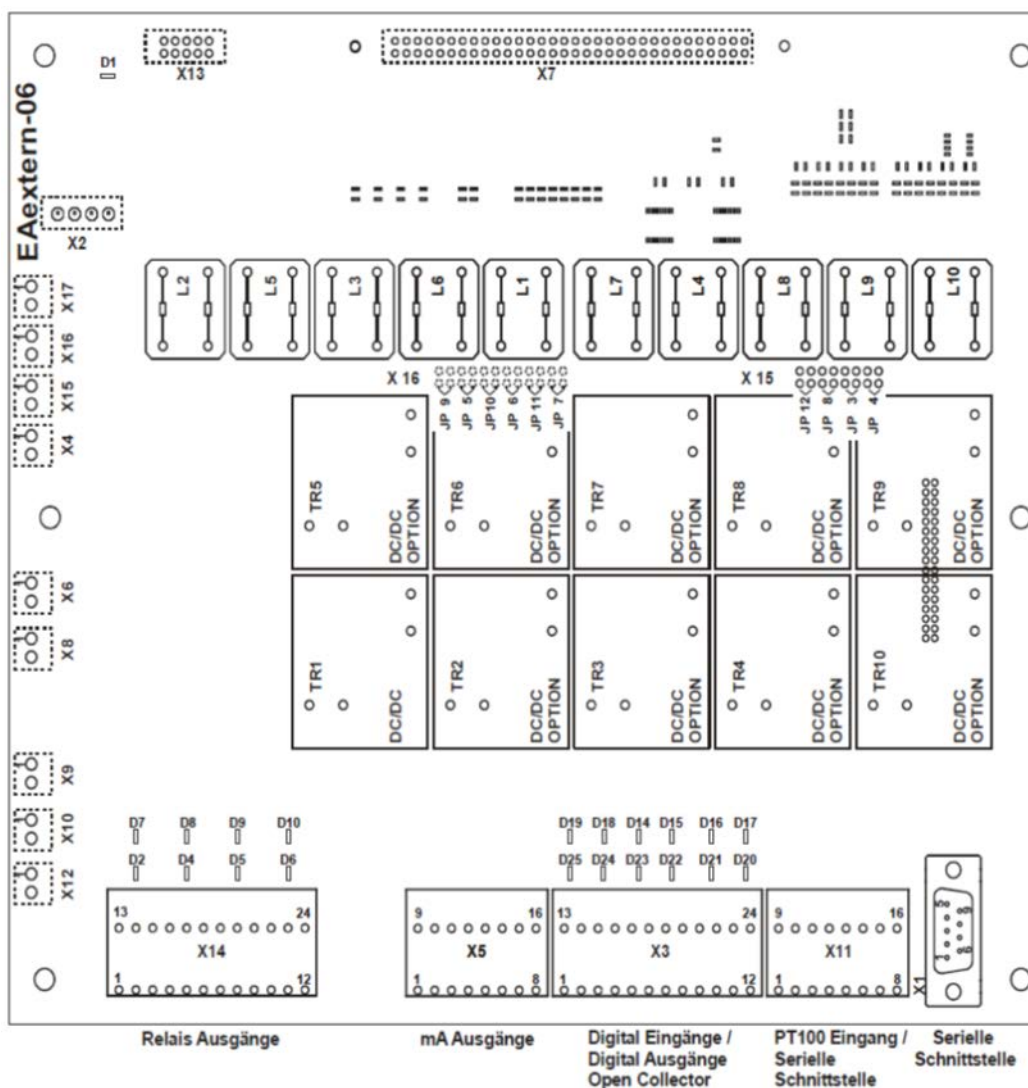 D1
X13
X7
EAextern-06
X2
L2
L5
L3
L6
L1
L7
L4
L8
L9
L10
X17
X16
X15
X4
X 16
X 15
JP 9
JP 5
JP10
JP 6
JP 11
JP 7
JP 12
JP 8
JP 3
JP 4
TR5
DC/DC
OPTION
TR6
DC/DC
OPTION
TR7
DC/DC
OPTION
TR8
DC/DC
OPTION
TR9
DC/DC
OPTION
X6
X8
TR1
DC/DC
TR2
DC/DC
OPTION
TR3
DC/DC
OPTION
TR4
DC/DC
OPTION
TR10
DC/DC
OPTION
X9
X10
X12
D7 D8 D9 D10
D19 D18 D14 D15 D16 D17
D2 D4 D5 D6
D25 D24 D23 D22 D21 D20
13 24
X14
1 12
9 16
X5
1 8
13 24
X3
1 12
9 16
X11
1 8
X1
5 9
1 6
Relais Ausgänge
mA Ausgänge
Digital Eingänge /
Digital Ausgänge
Open Collector
PT100 Eingang /
Serielle
Schnittstelle
Serielle
Schnittstelle